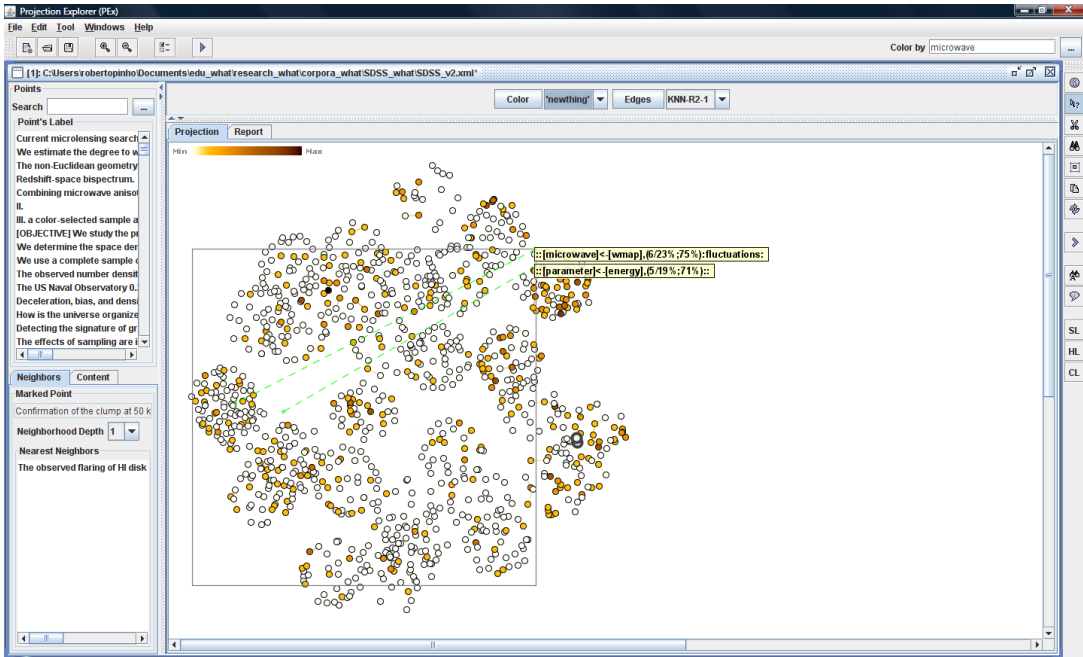 Projection Explorer (PEx)
File Edit Tool Windows Help
Color by microwave ...
[1]: C:\Users\robertopinho\Documents\edu_what\research_what\corpora_what\SDSS_what\SDSS_v2.xml*
Points
Search ...
Point's Label
Current microlensing search
We estimate the degree to w
The non-Euclidean geometry
Redshift-space bispectrum.
Combining microwave anisot
II.
III. a color-selected sample a
[OBJECTIVE] We study the pr
We determine the space den
We use a complete sample o
The observed number densit
The US Naval Observatory 0.
Deceleration, bias, and densi
How is the universe organize
Detecting the signature of gr
The effects of sampling are i
Neighbors Content
Marked Point
Confirmation of the clump at 50 k
Neighborhood Depth 1
Nearest Neighbors
The observed flaring of HI disk
Color 'newthing' Edges KNN-R2-1
Projection Report
Min Max
::[microwave]<-[wmap],(6/23%;75%):fluctuations:
::[parameter]<-[energy],(5/19%;71%)::
SL
HL
CL